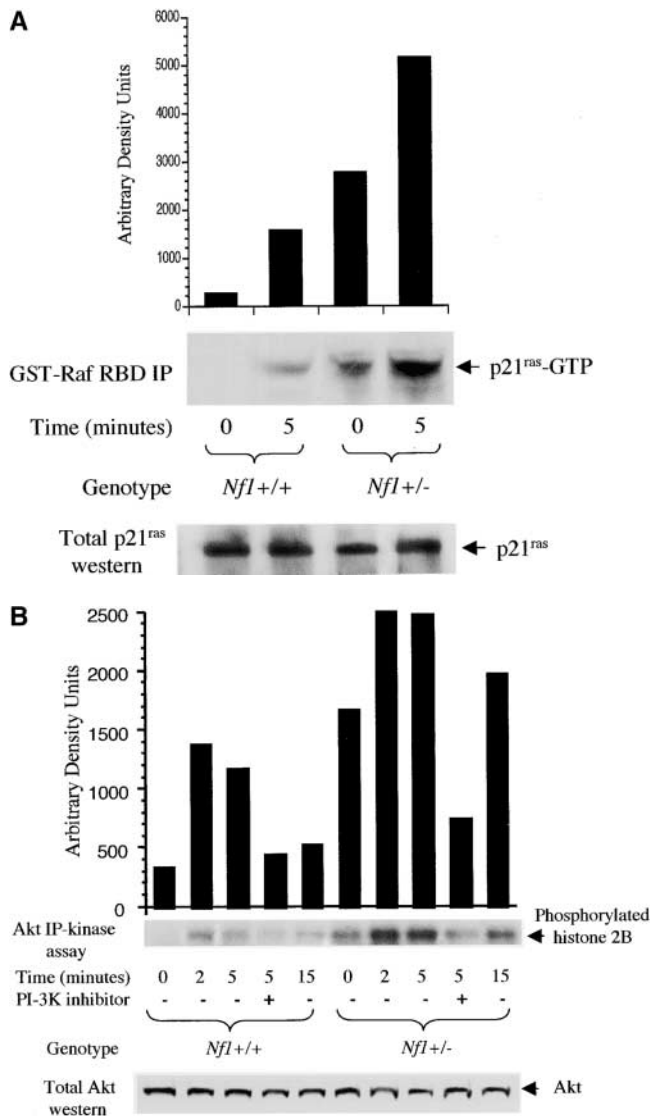 A
6000
5000
4000
3000
2000
1000
0
Arbitrary Density Units
GST-Raf RBD IP
p21ras-GTP
Time (minutes) 0 5 0 5
Genotype Nf1+/+ Nf1+/-
Total p21ras
western
p21ras
B
2500
2000
1500
1000
500
0
Arbitrary Density Units
Akt IP-kinase
assay
Phosphorylated
histone 2B
Time (minutes) 0 2 5 5 15 0 2 5 5 15
PI-3K inhibitor - - - + - - - - + -
Genotype Nf1+/+ Nf1+/-
Total Akt
western
Akt